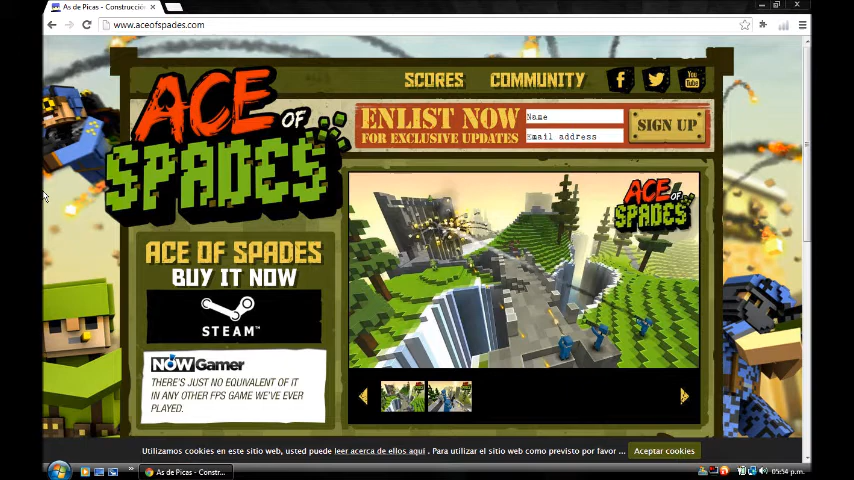 As de Picas - Construcció
www.aceofspades.com
SCORES COMMUNITY
You Tube
ACE OF SPADES
ENLIST NOW
FOR EXCLUSIVE UPDATES
Name
Email address
SIGN UP
ACE OF SPADES
ACE OF SPADES
BUY IT NOW
STEAM™
NOWGamer
THERE'S JUST NO EQUIVALENT OF IT
IN ANY OTHER FPS GAME WE'VE EVER
PLAYED.
Utilizamos cookies en este sitio web, usted puede leer acerca de ellos aquí . Para utilizar el sitio web como previsto por favor ...
Aceptar cookies
As de Picas - Constr...
05:54 p.m.